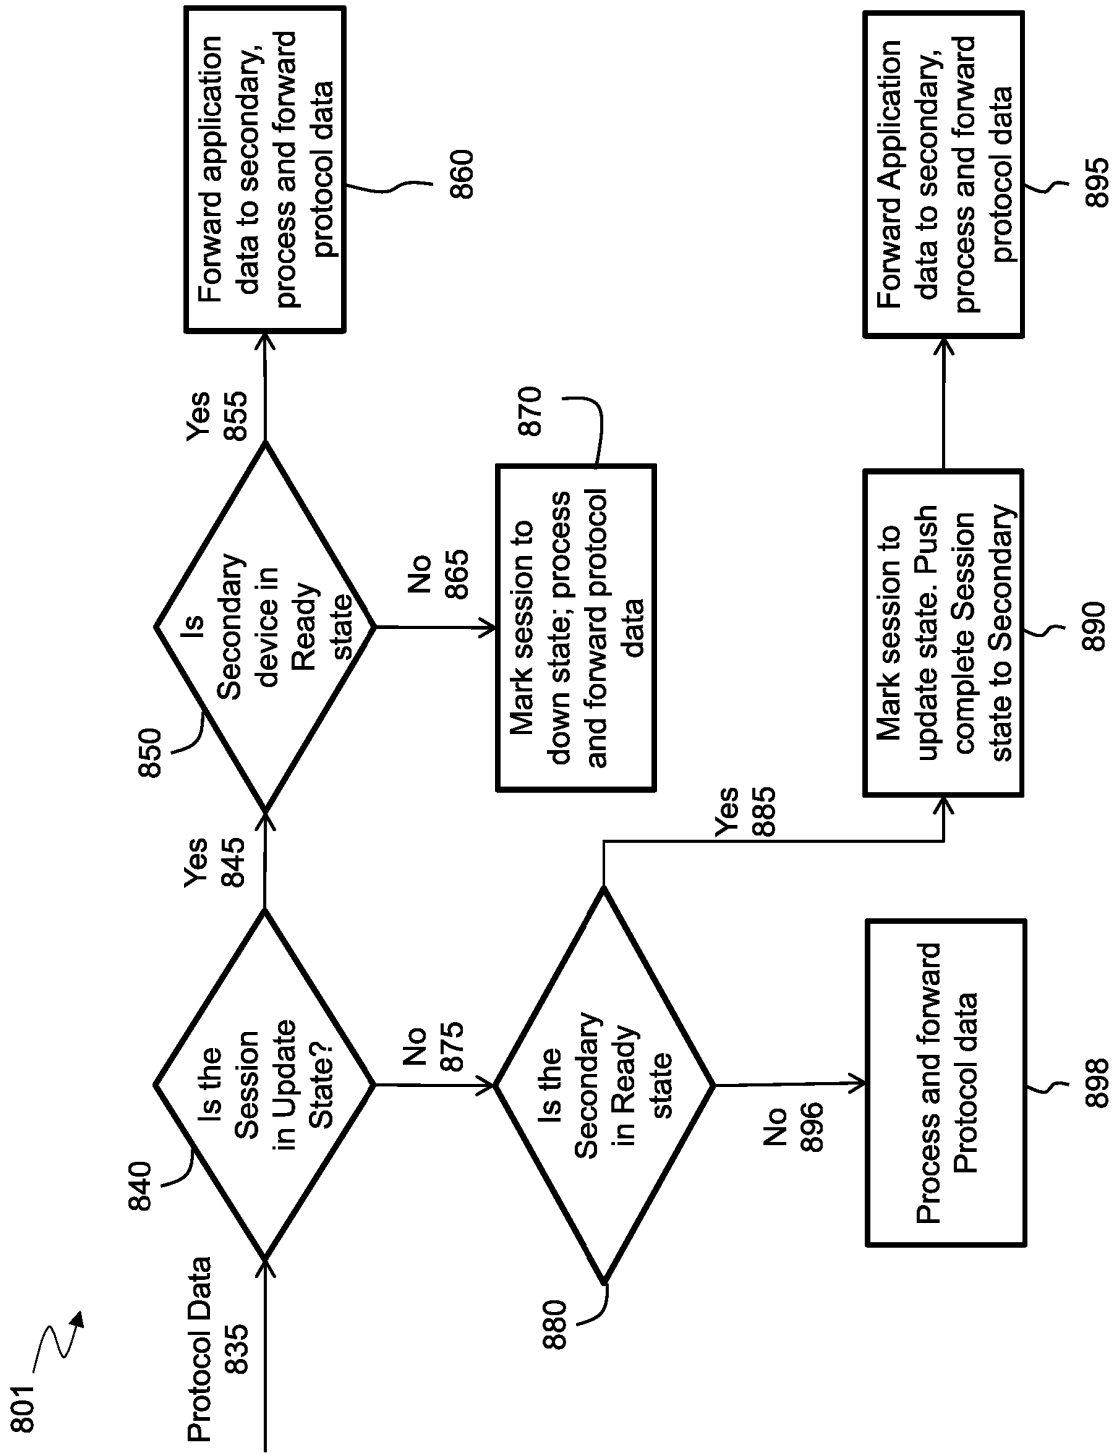 801
Protocol Data
835
840
Is the
Session
in Update
State?
Yes
845
850
Is
Secondary
device in
Ready
state
Yes
855
Forward application
data to secondary,
process and forward
protocol data
860
No
865
870
Mark session to
down state; process
and forward protocol
data
No
875
880
Is the
Secondary
in Ready
state
Yes
885
Mark session to
update state. Push
complete Session
state to Secondary
890
Forward Application
data to secondary,
process and forward
protocol data
895
No
896
Process and forward
Protocol data
898